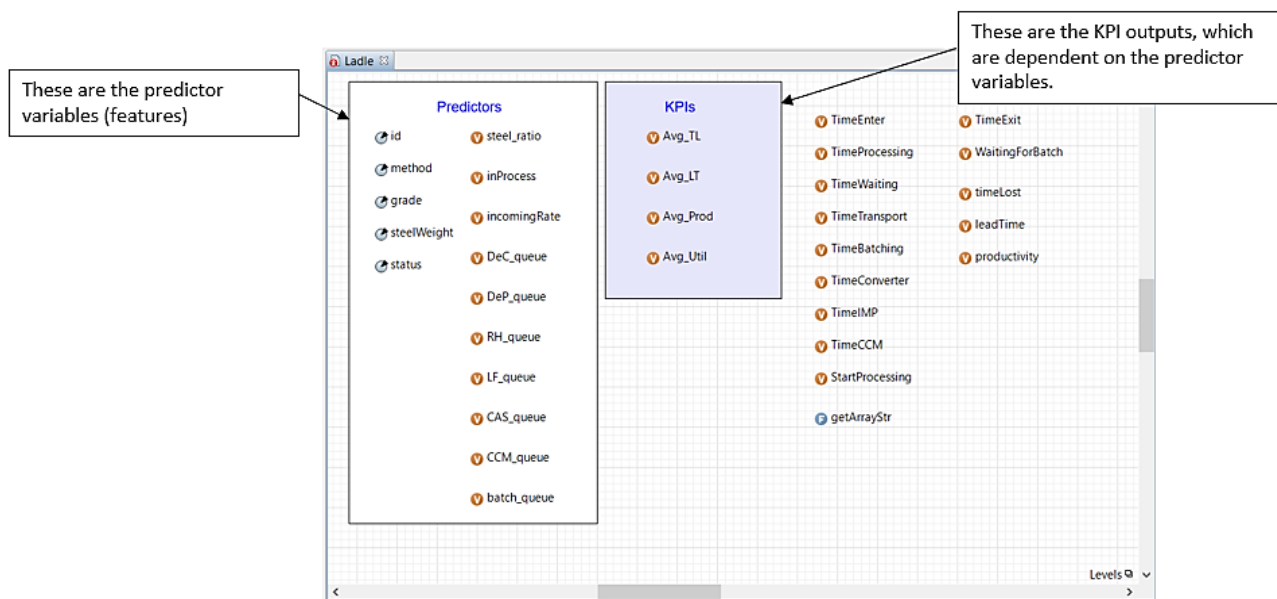 These are the predictor
variables (features)
These are the KPI outputs, which
are dependent on the predictor
variables.
Ladle
Predictors
id
method
grade
steelWeight
status
steel_ratio
inProcess
incomingRate
DeC_queue
DeP_queue
RH_queue
LF_queue
CAS_queue
CCM_queue
batch_queue
KPIs
Avg_TL
Avg_LT
Avg_Prod
Avg_Util
TimeEnter
TimeProcessing
TimeWaiting
TimeTransport
TimeBatching
TimeConverter
TimeIMP
TimeCCM
StartProcessing
getArrayStr
TimeExit
WaitingForBatch
timeLost
leadTime
productivity
Levels